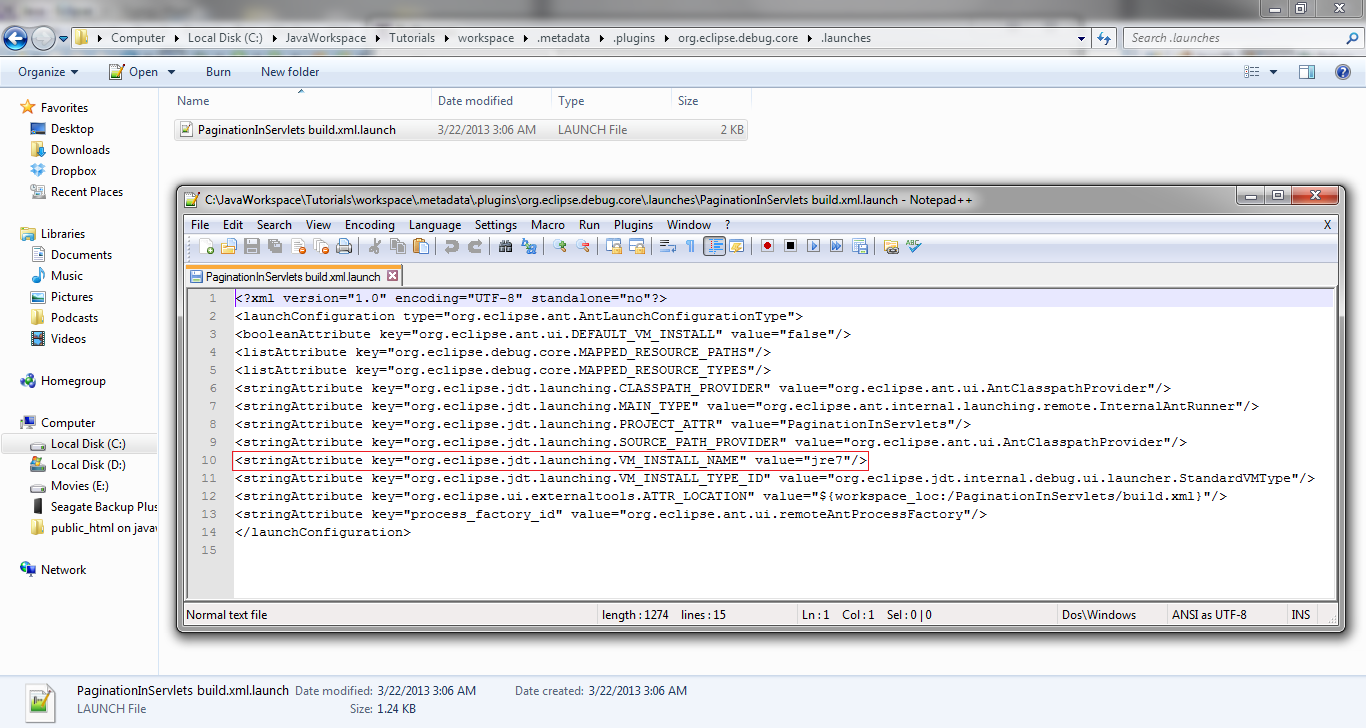 Computer Local Disk (C:) JavaWorkspace Tutorials workspace .metadata .plugins org.eclipse.debug.core .launches
Search .launches
Organize Open Burn New folder
Favorites
Desktop
Downloads
Dropbox
Recent Places
Libraries
Documents
Music
Pictures
Podcasts
Videos
Homegroup
Computer
Local Disk (C:)
Local Disk (D:)
Movies (E:)
Seagate Backup Plus
public_html on javav
Network
Name Date modified Type Size
PaginationInServlets build.xml.launch 3/22/2013 3:06 AM LAUNCH File 2 KB
C:\JavaWorkspace\Tutorials\workspace\.metadata\.plugins\org.eclipse.debug.core\.launches\PaginationInServlets build.xml.launch - Notepad++
File Edit Search View Encoding Language Settings Macro Run Plugins Window ? X
PaginationInServlets build.xml.launch
1 <?xml version="1.0" encoding="UTF-8" standalone="no"?>
2 <launchConfiguration type="org.eclipse.ant.AntLaunchConfigurationType">
3 <booleanAttribute key="org.eclipse.ant.ui.DEFAULT_VM_INSTALL" value="false"/>
4 <listAttribute key="org.eclipse.debug.core.MAPPED_RESOURCE_PATHS"/>
5 <listAttribute key="org.eclipse.debug.core.MAPPED_RESOURCE_TYPES"/>
6 <stringAttribute key="org.eclipse.jdt.launching.CLASSPATH_PROVIDER" value="org.eclipse.ant.ui.AntClasspathProvider"/>
7 <stringAttribute key="org.eclipse.jdt.launching.MAIN_TYPE" value="org.eclipse.ant.internal.launching.remote.InternalAntRunner"/>
8 <stringAttribute key="org.eclipse.jdt.launching.PROJECT_ATTR" value="PaginationInServlets"/>
9 <stringAttribute key="org.eclipse.jdt.launching.SOURCE_PATH_PROVIDER" value="org.eclipse.ant.ui.AntClasspathProvider"/>
10 <stringAttribute key="org.eclipse.jdt.launching.VM_INSTALL_NAME" value="jre7"/>
11 <stringAttribute key="org.eclipse.jdt.launching.VM_INSTALL_TYPE_ID" value="org.eclipse.jdt.internal.debug.ui.launcher.StandardVMType"/>
12 <stringAttribute key="org.eclipse.ui.externaltools.ATTR_LOCATION" value="${workspace_loc:/PaginationInServlets/build.xml}"/>
13 <stringAttribute key="process_factory_id" value="org.eclipse.ant.ui.remoteAntProcessFactory"/>
14 </launchConfiguration>
15
Normal text file length : 1274 lines : 15 Ln : 1 Col : 1 Sel : 0 | 0 Dos\Windows ANSI as UTF-8 INS
PaginationInServlets build.xml.launch Date modified: 3/22/2013 3:06 AM Date created: 3/22/2013 3:06 AM
LAUNCH File Size: 1.24 KB